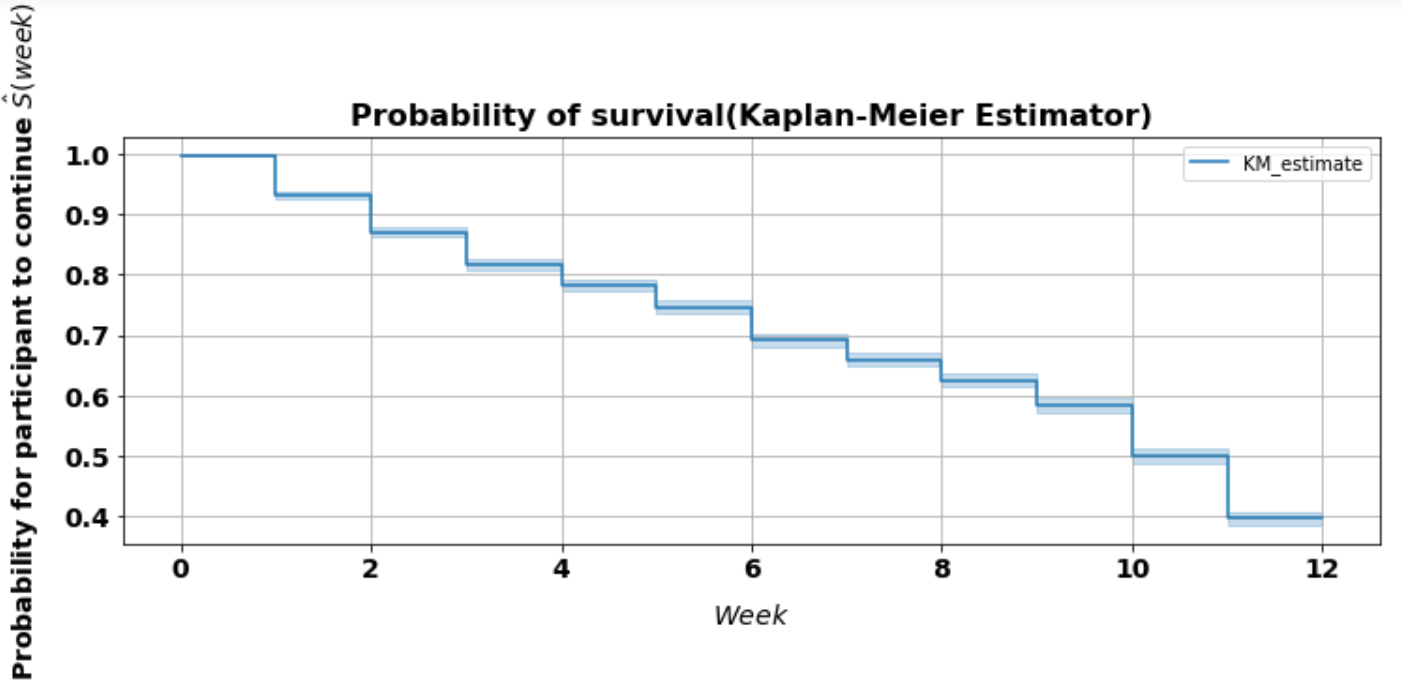 Probability of survival(Kaplan-Meier Estimator)
Probability for participant to continue Ŝ(week)
1.0
0.9
0.8
0.7
0.6
0.5
0.4
KM_estimate
0 2 4 6 8 10 12
Week